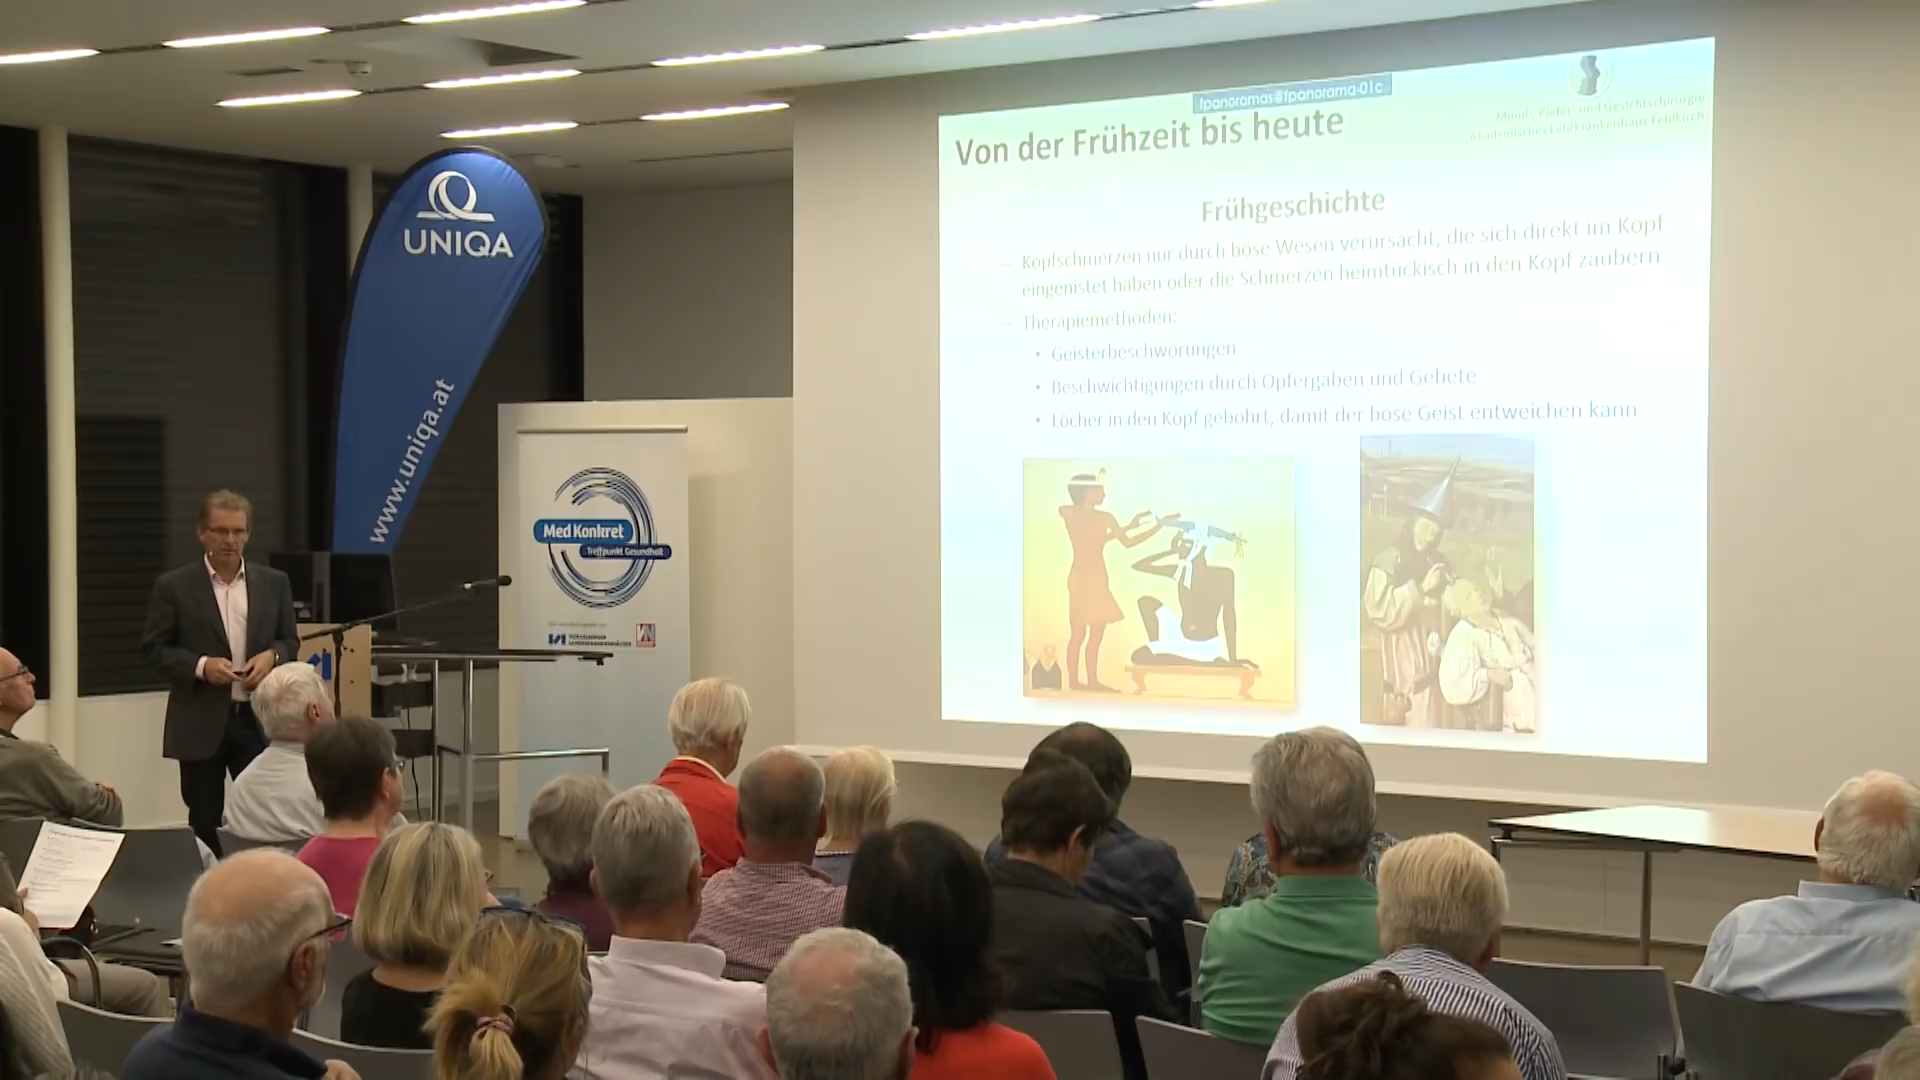 fpanoramas@fpanorama-01c
Von der Frühzeit bis heute
Mund-, Kiefer- und Gesichtschirurgie
Akademisches Lehrkrankenhaus Feldkirch
Frühgeschichte
– Kopfschmerzen nur durch böse Wesen verursacht, die sich direkt im Kopf
eingenistet haben oder die Schmerzen heimtückisch in den Kopf zaubern
– Therapiemethoden:
• Geisterbeschwörungen
• Beschwichtigungen durch Opfergaben und Gebete
• Löcher in den Kopf gebohrt, damit der böse Geist entweichen kann
UNIQA
www.uniqa.at
Med Konkret
Treffpunkt Gesundheit
VN